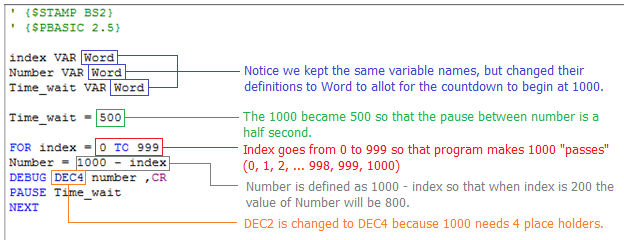 ' {$STAMP BS2}
' {$PBASIC 2.5}
index VAR Word
Number VAR Word
Time_wait VAR Word
Notice we kept the same variable names, but changed their
definitions to Word to allot for the countdown to begin at 1000.
Time_wait = 500
The 1000 became 500 so that the pause between number is a
half second.
FOR index = 0 TO 999
Index goes from 0 to 999 so that program makes 1000 "passes"
(0, 1, 2, ... 998, 999, 1000)
Number = 1000 - index
Number is defined as 1000 - index so that when index is 200 the
value of Number will be 800.
DEBUG DEC4 number ,CR
PAUSE Time_wait
NEXT
DEC2 is changed to DEC4 because 1000 needs 4 place holders.